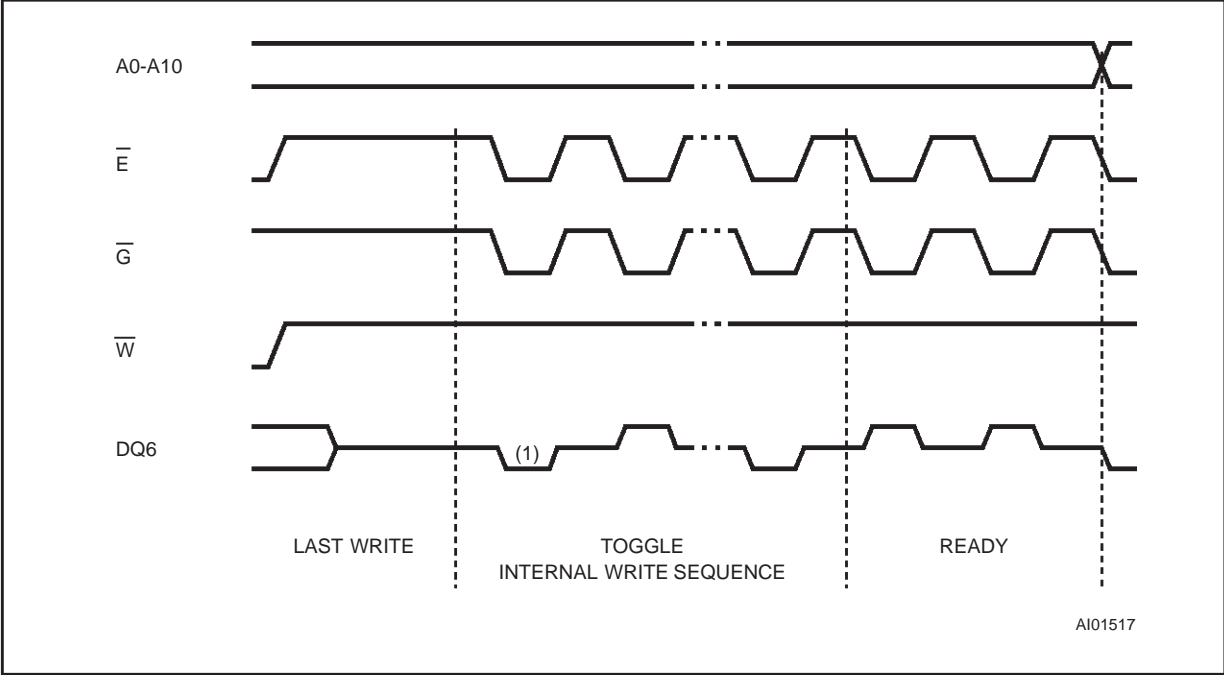 A0-A10
E̅
G̅
W̅
DQ6
(1)
LAST WRITE
TOGGLE
INTERNAL WRITE SEQUENCE
READY
AI01517